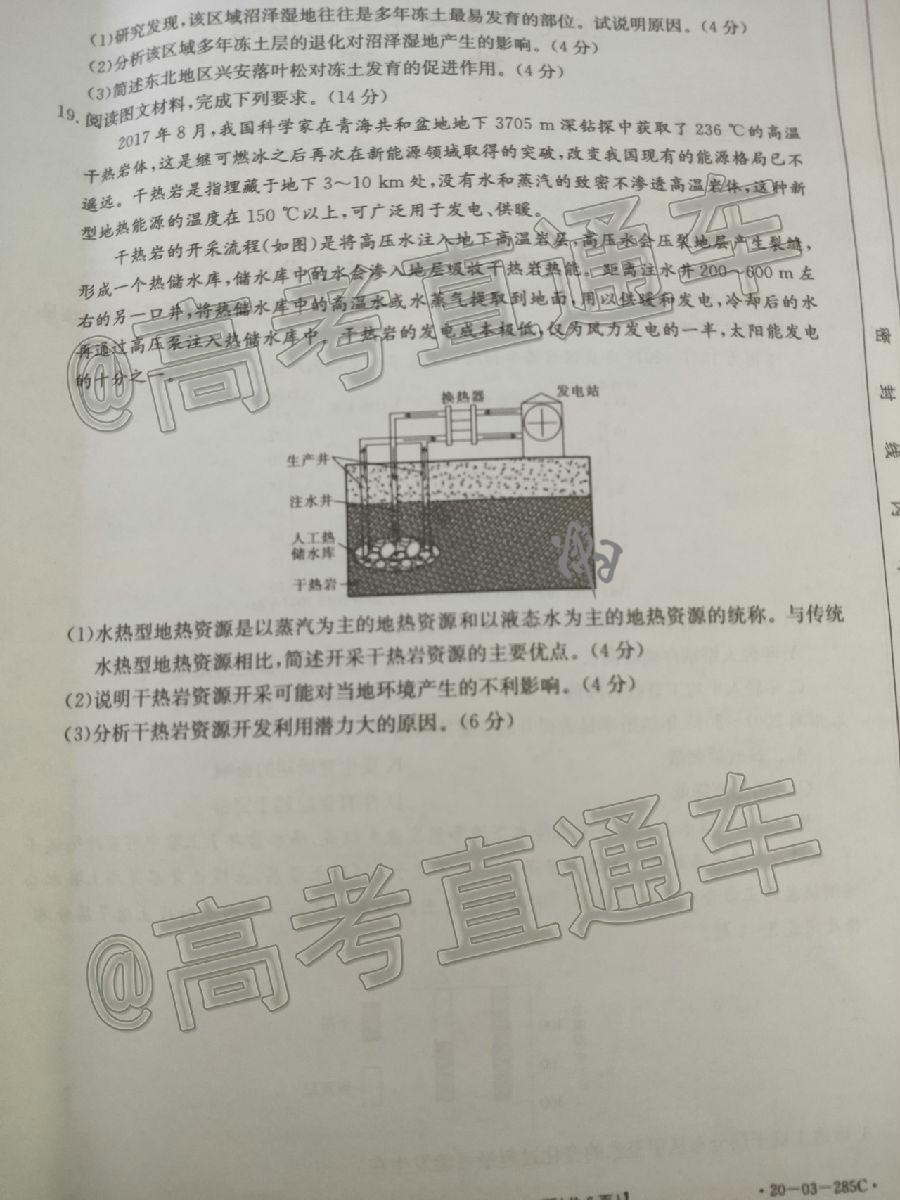 (1)研究发现,该区域沼泽湿地往往是多年冻土最易发育的部位。试说明原因。(4分)
(2)分析该区域多年冻土层的退化对沼泽湿地产生的影响。(4分)
(3)简述东北地区兴安落叶松对冻土发育的促进作用。(4分)
19. 阅读图文材料,完成下列要求。(14分)
2017年8月,我国科学家在青海共和盆地地下3705 m深钻探中获取了236 ℃的高温
干热岩体,这是继可燃冰之后再次在新能源领域取得的突破,改变我国现有的能源格局已不
遥远。干热岩是指埋藏于地下3~10 km处,没有水和蒸汽的致密不渗透高温岩体,这种新
型地热能源的温度在150 ℃以上,可广泛用于发电、供暖。
干热岩的开采流程(如图)是将高压水注入地下高温岩层,高压水会压裂地层产生裂缝,
形成一个热储水库,储水库中的水会渗入地层吸收干热岩热能。距离注水井200~600 m左
右的另一口井,将热储水库中的高温水或水蒸气提取到地面,用以供暖和发电,冷却后的水
再通过高压泵注入热储水库中。干热岩的发电成本极低,仅为风力发电的一半,太阳能发电
的十分之一。
换热器
发电站
生产井
注水井
人工热
储水库
干热岩
(1)水热型地热资源是以蒸汽为主的地热资源和以液态水为主的地热资源的统称。与传统
水热型地热资源相比,简述开采干热岩资源的主要优点。(4分)
(2)说明干热岩资源开采可能对当地环境产生的不利影响。(4分)
(3)分析干热岩资源开发利用潜力大的原因。(6分)
@高考直通车
@高考直通车
密
封
线
内
·20-03-285C·